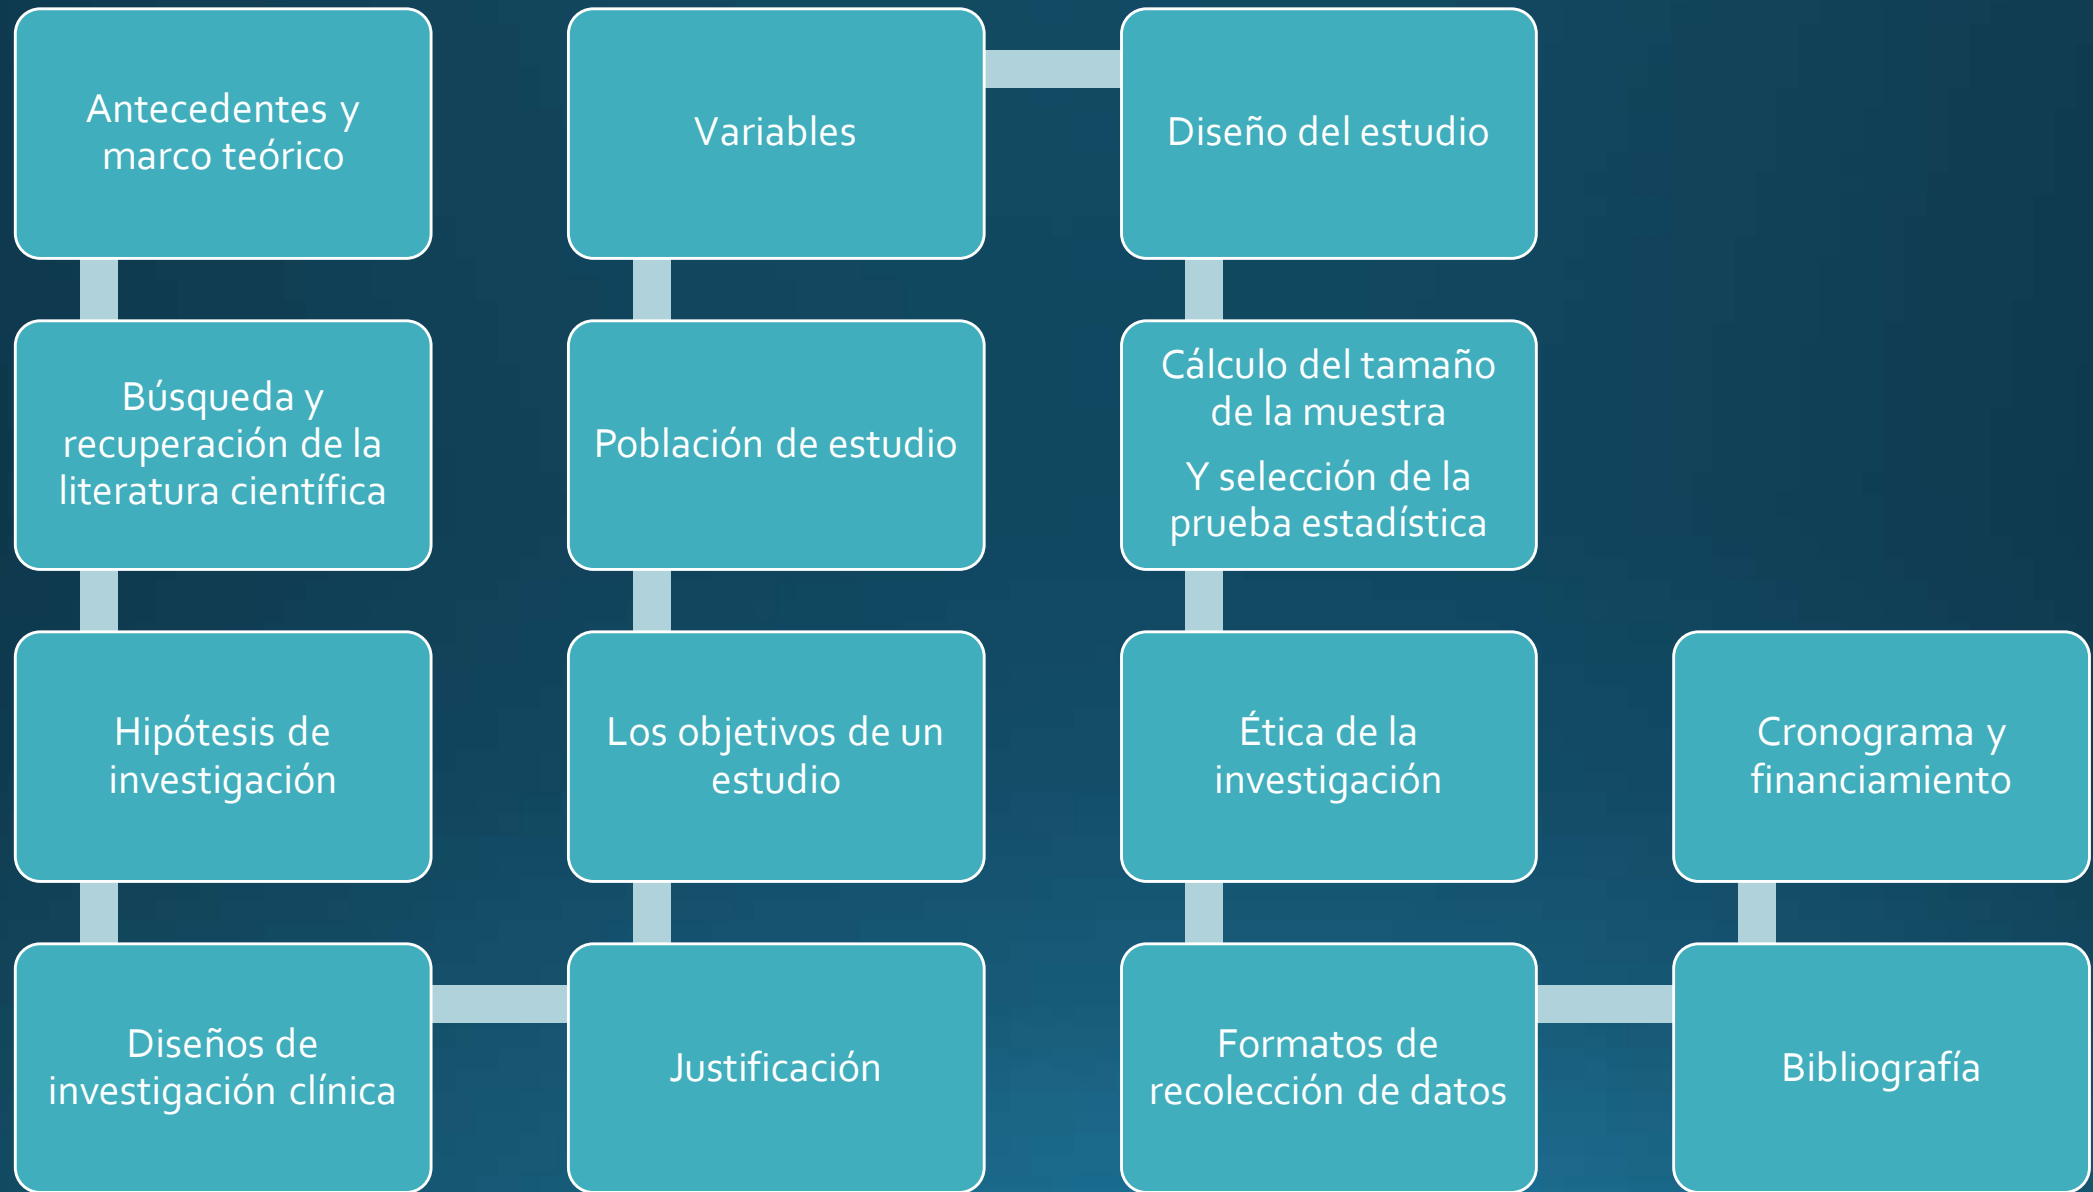 Antecedentes y
marco teórico
Búsqueda y
recuperación de la
literatura científica
Hipótesis de
investigación
Diseños de
investigación clínica
Justificación
Los objetivos de un
estudio
Población de estudio
Variables
Diseño del estudio
Cálculo del tamaño
de la muestra
Y selección de la
prueba estadística
Ética de la
investigación
Formatos de
recolección de datos
Bibliografía
Cronograma y
financiamiento